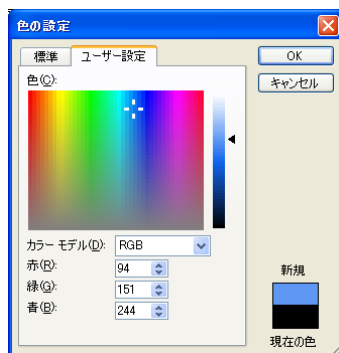 色の設定
標準 ユーザー設定
OK
キャンセル
色(C):
カラー モデル(D): RGB
赤(R): 94
緑(G): 151
青(B): 244
新規
現在の色